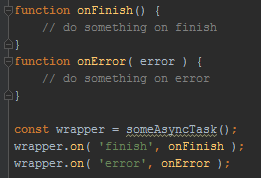 function onFinish() {
    // do something on finish
}
function onError( error ) {
    // do something on error
}

const wrapper = someAsyncTask();
wrapper.on( 'finish', onFinish );
wrapper.on( 'error', onError );